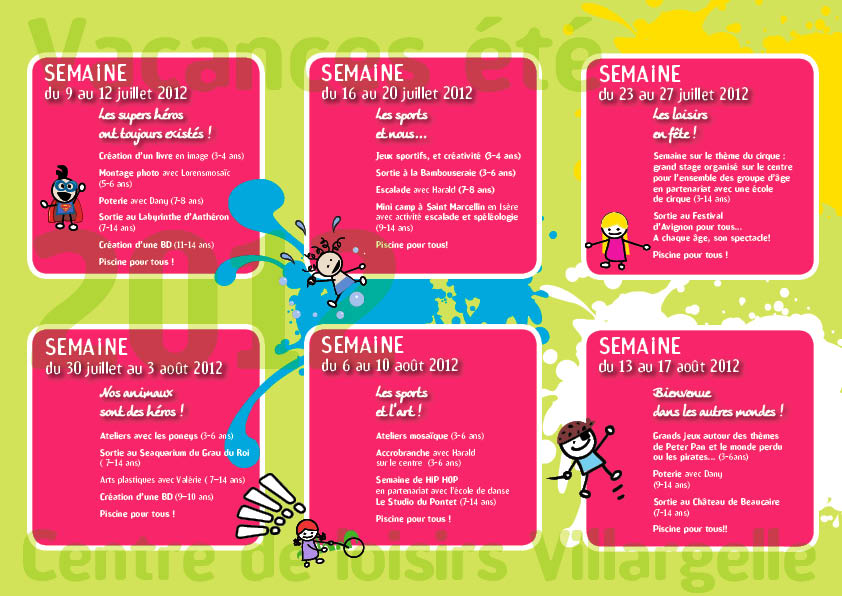 Vacances été
2012
SEMAINE
du 9 au 12 juillet 2012
Les supers héros
ont toujours existés !
Création d'un livre en image (3-4 ans)
Montage photo avec Lorensmosaïc
(5-6 ans)
Poterie avec Dany (7-8 ans)
Sortie au Labyrinthe d'Anthéron
(7-14 ans)
Création d'une BD (11-14 ans)
Piscine pour tous !
SEMAINE
du 16 au 20 juillet 2012
Les sports
et nous...
Jeux sportifs, et créativité (3-4 ans)
Sortie à la Bambouseraie (3-6 ans)
Escalade avec Harald (7-8 ans)
Mini camp à Saint Marcellin en Isère
avec activité escalade et spéléologie
(9-14 ans)
Piscine pour tous!
SEMAINE
du 23 au 27 juillet 2012
Les loisirs
en fête !
Semaine sur le thème du cirque :
grand stage organisé sur le centre
pour l'ensemble des groupe d'âge
en partenariat avec une école
de cirque (3-14 ans)
Sortie au Festival
d'Avignon pour tous...
A chaque âge, son spectacle!
Piscine pour tous !
SEMAINE
du 30 juillet au 3 août 2012
Nos animaux
sont des héros !
Ateliers avec les poneys (3-6 ans)
Sortie au Seaquarium du Grau du Roi
( 7-14 ans)
Arts plastiques avec Valérie ( 7-14 ans)
Création d'une BD (9-10 ans)
Piscine pour tous !
SEMAINE
du 6 au 10 août 2012
Les sports
et l'art !
Ateliers mosaïque (3-6 ans)
Accrobranche avec Harald
sur le centre (3-6 ans)
Semaine de HIP HOP
en partenariat avec l'école de danse
Le Studio du Pontet (7-14 ans)
Piscine pour tous !
SEMAINE
du 13 au 17 août 2012
Bienvenue
dans les autres mondes !
Grands jeux autour des thèmes
de Peter Pan et le monde perdu
ou les pirates... (3-6ans)
Poterie avec Dany
(9-14 ans)
Sortie au Château de Beaucaire
(7-14 ans)
Piscine pour tous!!
Centre de loisirs Villargelle